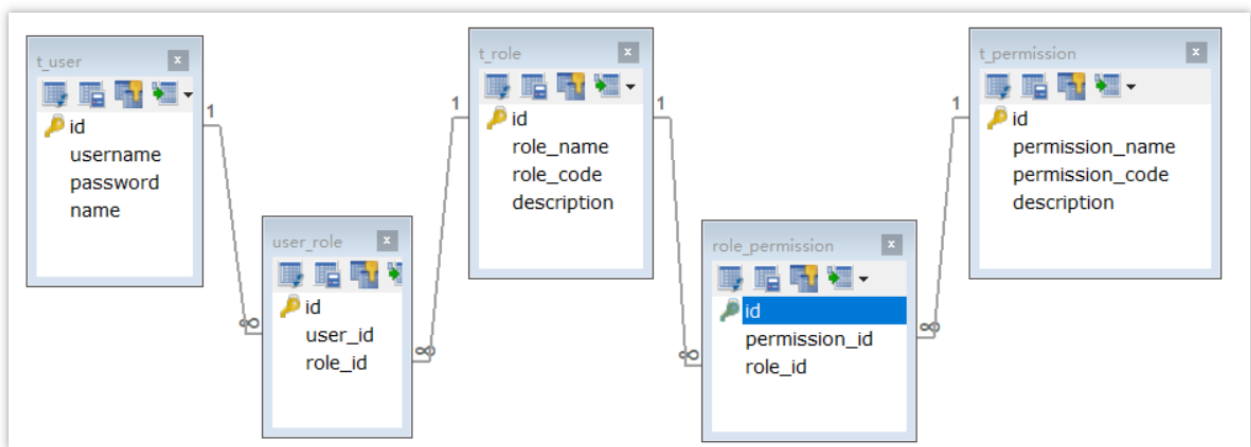 t_user
1
id
username
password
name
∞
user_role
id
user_id
role_id
∞
1
t_role
id
role_name
role_code
description
1
∞
role_permission
id
permission_id
role_id
∞
1
t_permission
id
permission_name
permission_code
description